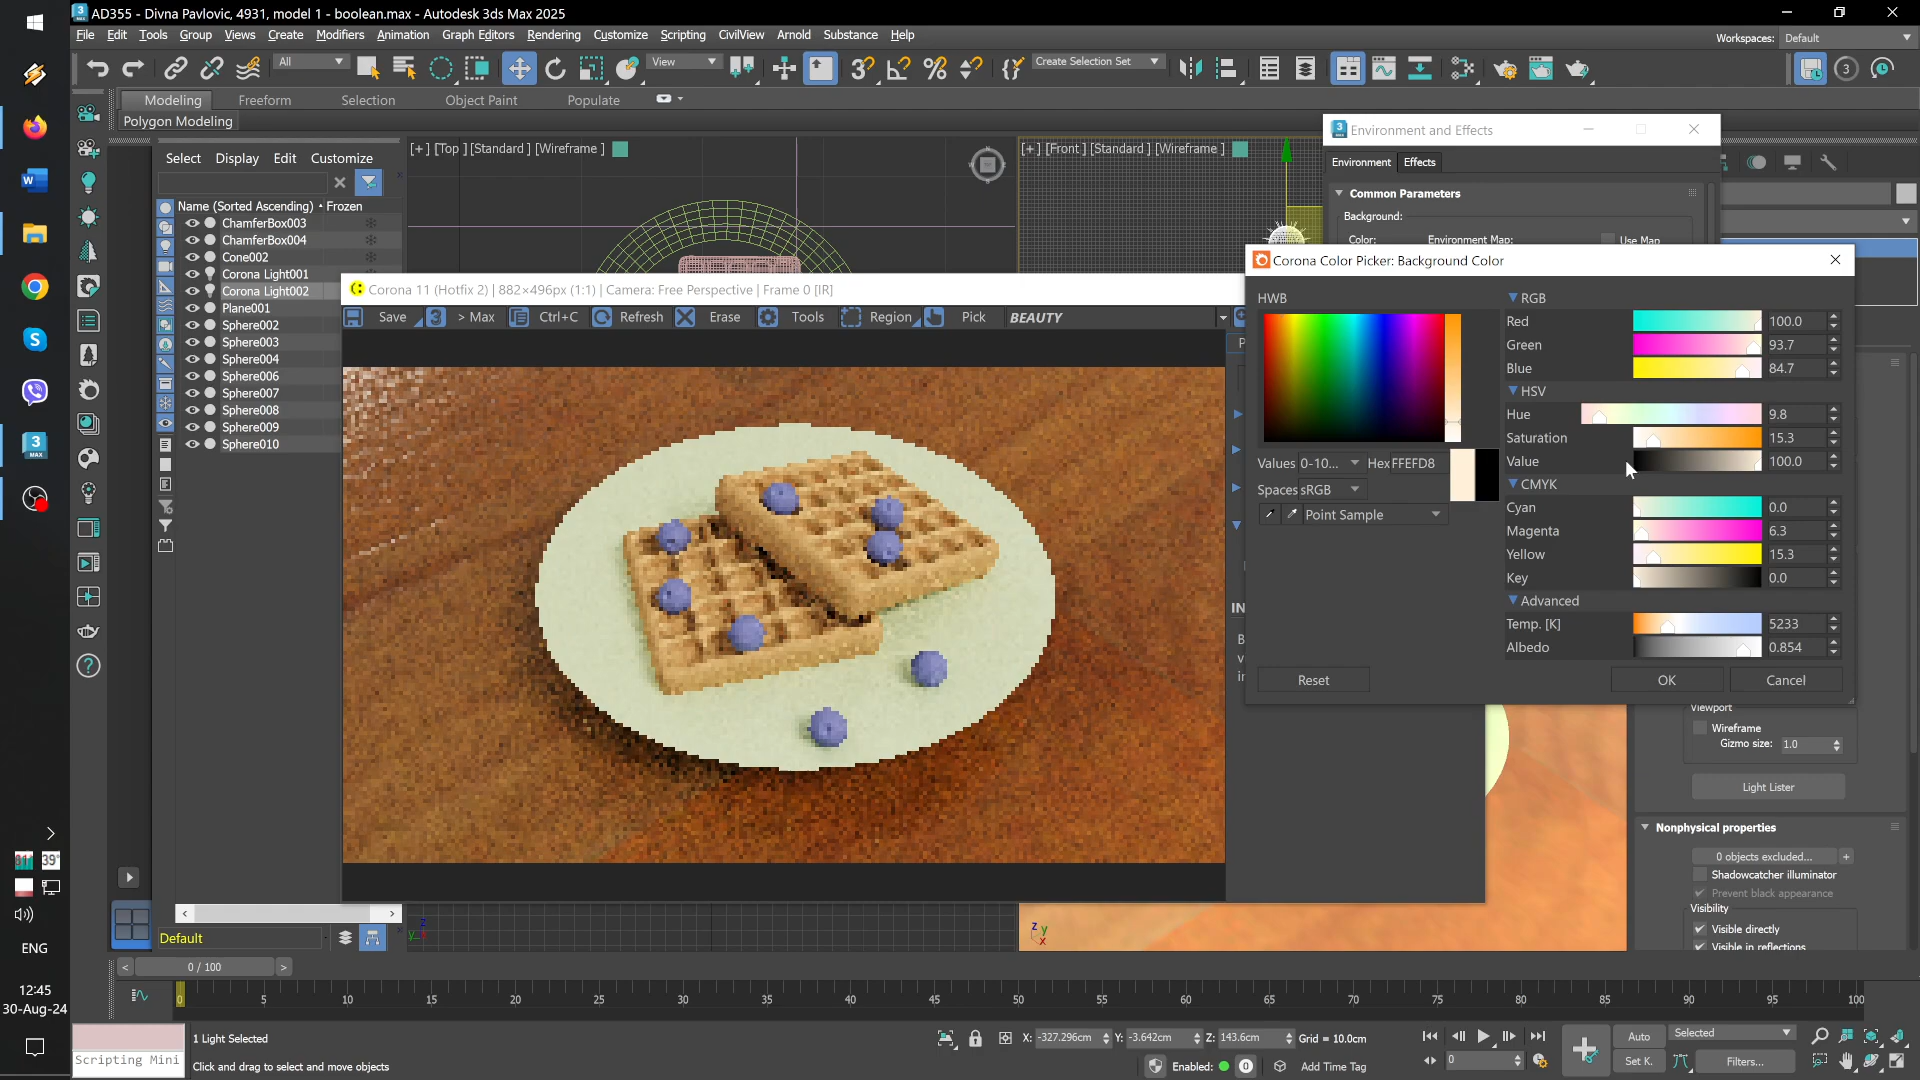 AD355 - Divna Pavlovic, 4931, model 1 - boolean.max - Autodesk 3ds Max 2025
File Edit Tools Group Views Create Modifiers Animation Graph Editors Rendering Customize Scripting CivilView Arnold Substance Help
Workspaces: Default
All
View
Create Selection Set
Modeling Freeform Selection Object Paint Populate
Polygon Modeling
Select Display Edit Customize
Name (Sorted Ascending) Frozen
ChamferBox003
ChamferBox004
Cone002
Corona Light001
Corona Light002
Plane001
Sphere002
Sphere003
Sphere004
Sphere006
Sphere007
Sphere008
Sphere009
Sphere010
[+] [Top ] [Standard ] [Wireframe ]
[+] [Front ] [Standard ] [Wireframe ]
Environment and Effects
Environment Effects
Common Parameters
Background:
Color: Environment Map: Use Map
Corona 11 (Hotfix 2) | 882×496px (1:1) | Camera: Free Perspective | Frame 0 [IR]
Save > Max Ctrl+C Refresh Erase Tools Region Pick BEAUTY
Corona Color Picker: Background Color
HWB
Values 0-10... Hex FFEFD8
Spaces sRGB
Point Sample
RGB
Red 100.0
Green 93.7
Blue 84.7
HSV
Hue 9.8
Saturation 15.3
Value 100.0
CMYK
Cyan 0.0
Magenta 6.3
Yellow 15.3
Key 0.0
Advanced
Temp. [K] 5233
Albedo 0.854
Reset OK Cancel
Viewport
Wireframe
Gizmo size: 1.0
Light Lister
Nonphysical properties
0 objects excluded... +
Shadowcatcher illuminator
Prevent black appearance
Visibility
Visible directly
Visible in reflections
Default
0 / 100
0 5 10 15 20 25 30 35 40 45 50 55 60 65 70 75 80 85 90 95 100
1 Light Selected
Click and drag to select and move objects
Scripting Mini
X: -327.296cm Y: -3.642cm Z: 143.6cm Grid = 10.0cm
Enabled: Add Time Tag
0
Auto Selected
Set K. Filters...
39°
ENG
12:45
30-Aug-24